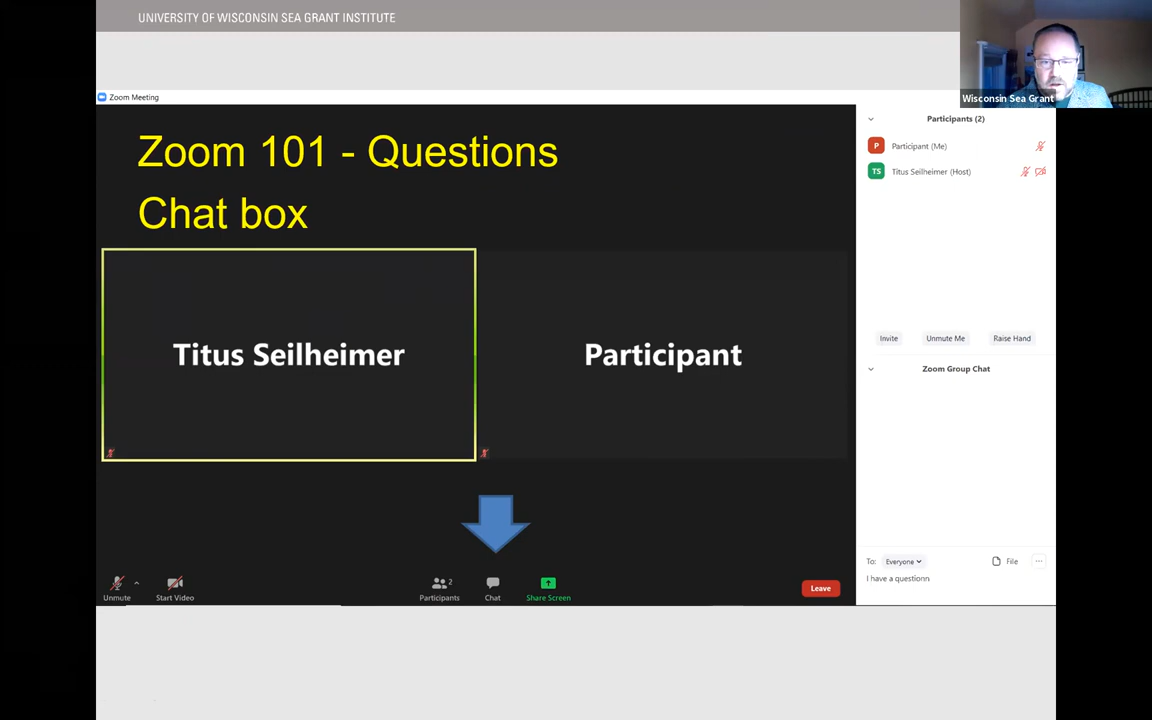 UNIVERSITY OF WISCONSIN SEA GRANT INSTITUTE
Wisconsin Sea Grant
Zoom Meeting
Zoom 101 - Questions
Chat box
Titus Seilheimer
Participant
Participants (2)
P Participant (Me)
TS Titus Seilheimer (Host)
Invite Unmute Me Raise Hand
Zoom Group Chat
To: Everyone File
I have a questionn
2
Unmute Start Video Participants Chat Share Screen Leave